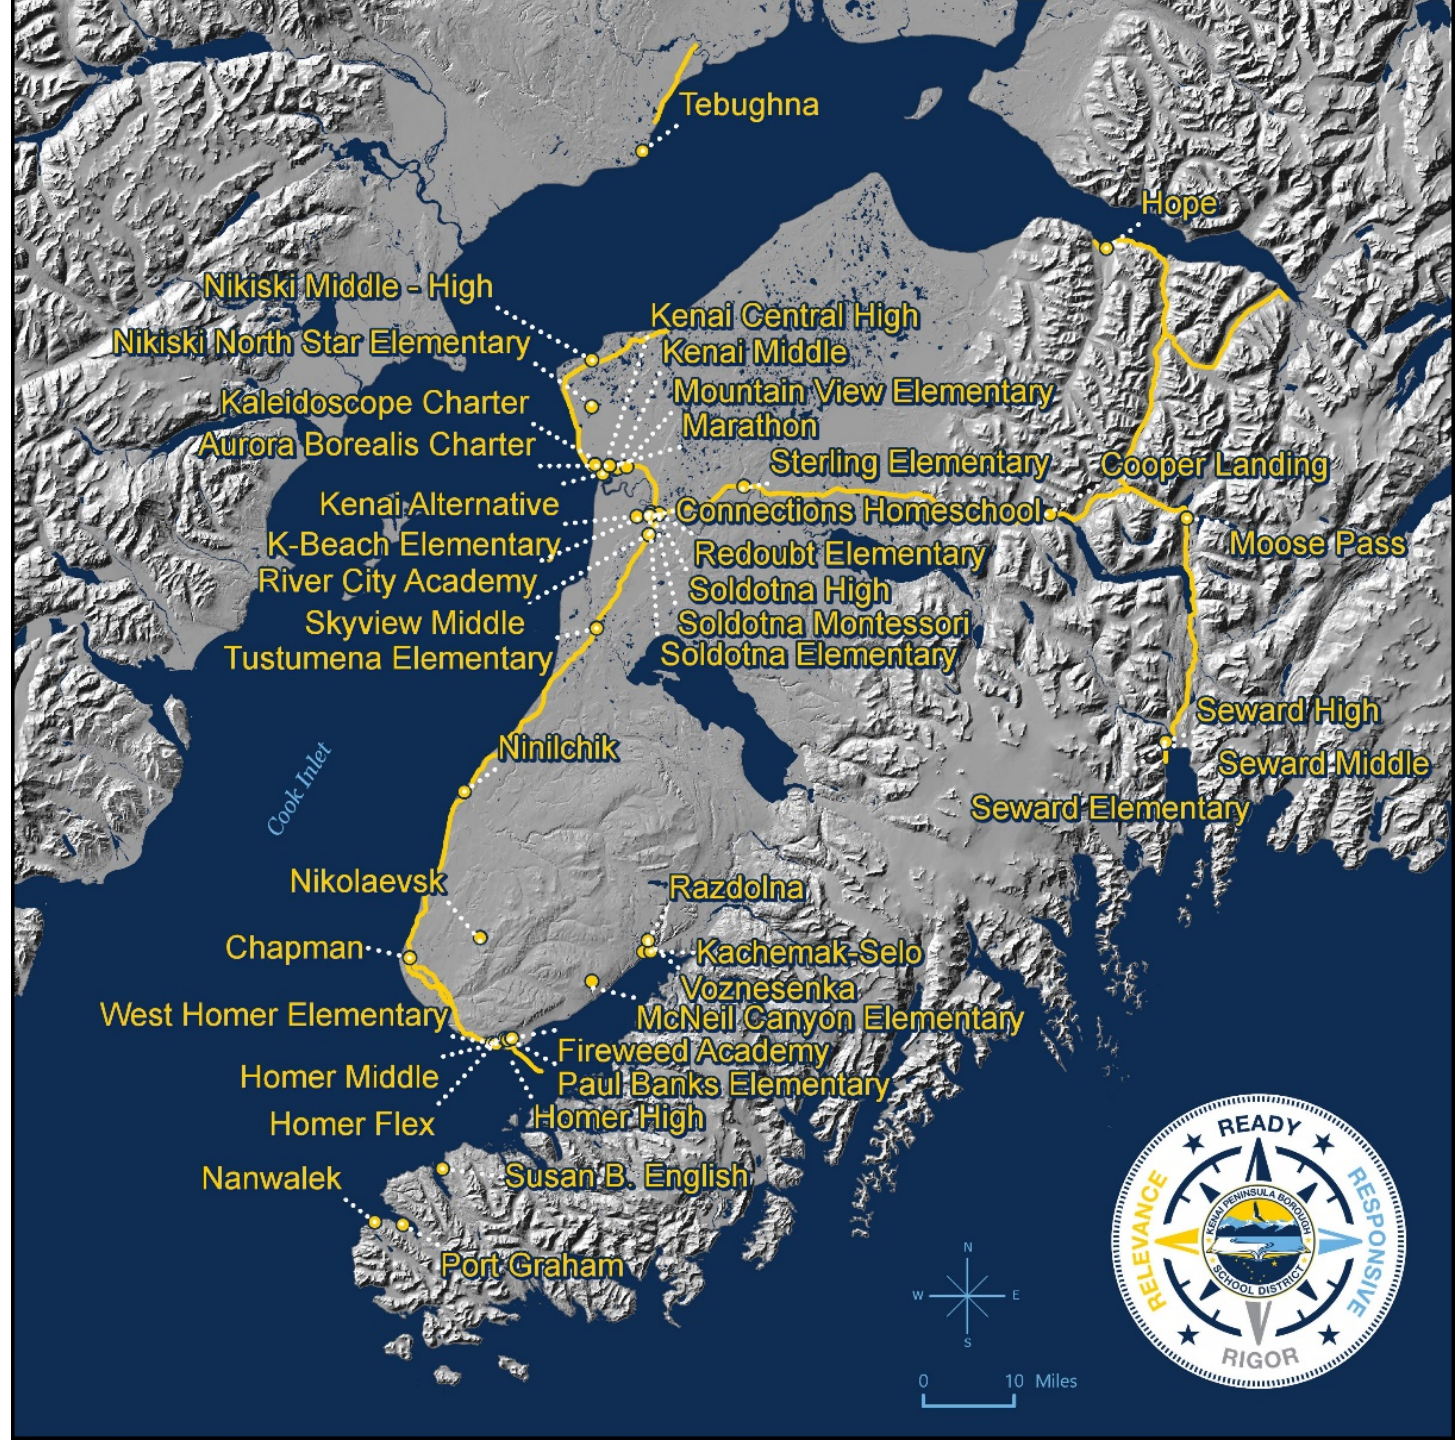 Tebughna
Hope
Nikiski Middle - High
Kenai Central High
Nikiski North Star Elementary
Kenai Middle
Mountain View Elementary
Kaleidoscope Charter
Marathon
Aurora Borealis Charter
Sterling Elementary
Cooper Landing
Kenai Alternative
Connections Homeschool
K-Beach Elementary
Moose Pass
Redoubt Elementary
River City Academy
Soldotna High
Skyview Middle
Soldotna Montessori
Tustumena Elementary
Soldotna Elementary
Seward High
Ninilchik
Seward Middle
Cook Inlet
Seward Elementary
Nikolaevsk
Razdolna
Chapman
Kachemak-Selo
Voznesenka
West Homer Elementary
McNeil Canyon Elementary
Fireweed Academy
Homer Middle
Paul Banks Elementary
Homer Flex
Homer High
Nanwalek
Susan B. English
Port Graham
READY
RELEVANCE
RESPONSIVE
KENAI PENINSULA BOROUGH
SCHOOL DISTRICT
RIGOR
N
W E
S
0 10 Miles